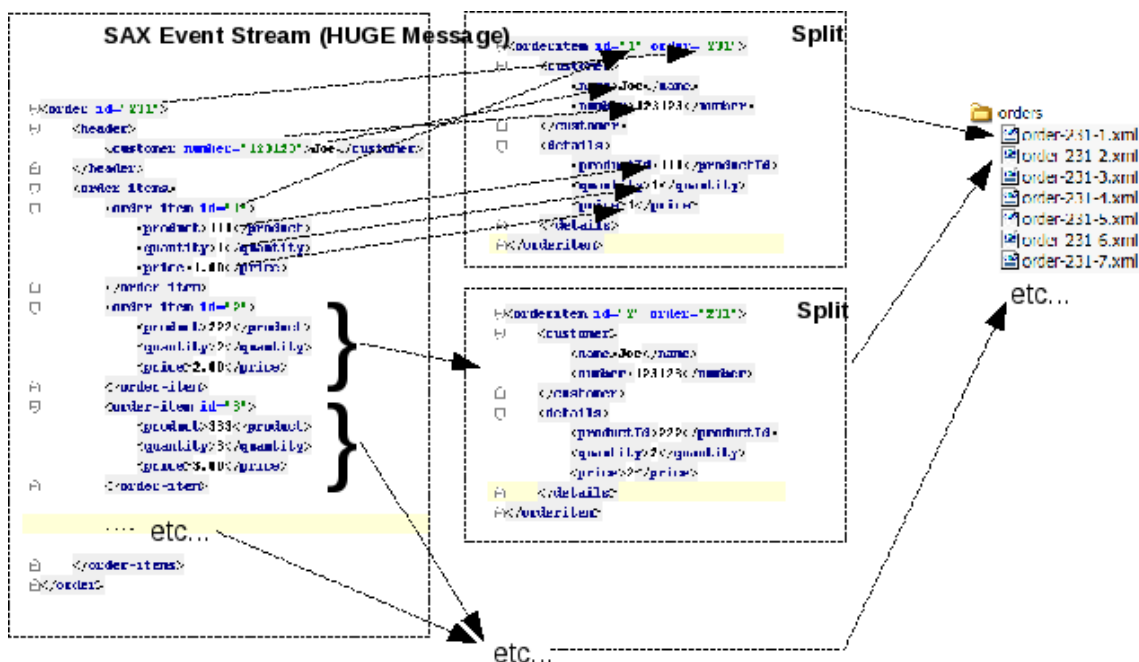 SAX Event Stream (HUGE Message)
<order id="231">
<header>
<customer number="123123">Joe</customer>
</header>
<order-items>
<order-item id="1">
<product>111</product>
<quantity>1</quantity>
<price>1.00</price>
</order-item>
<order-item id="2">
<product>222</product>
<quantity>2</quantity>
<price>2.00</price>
</order-item>
<order-item id="3">
<product>333</product>
<quantity>3</quantity>
<price>3.00</price>
</order-item>
.... etc...
</order-items>
</order>
Split
<orderitem id="1" order="231">
<customer>
<name>Joe</name>
<number>123123</number>
</customer>
<details>
<productId>111</productId>
<quantity>1</quantity>
<price>1</price>
</details>
</orderitem>
Split
<orderitem id="2" order="231">
<customer>
<name>Joe</name>
<number>123123</number>
</customer>
<details>
<productId>222</productId>
<quantity>2</quantity>
<price>2</price>
</details>
</orderitem>
etc...
orders
order-231-1.xml
order-231-2.xml
order-231-3.xml
order-231-4.xml
order-231-5.xml
order-231-6.xml
order-231-7.xml
etc...